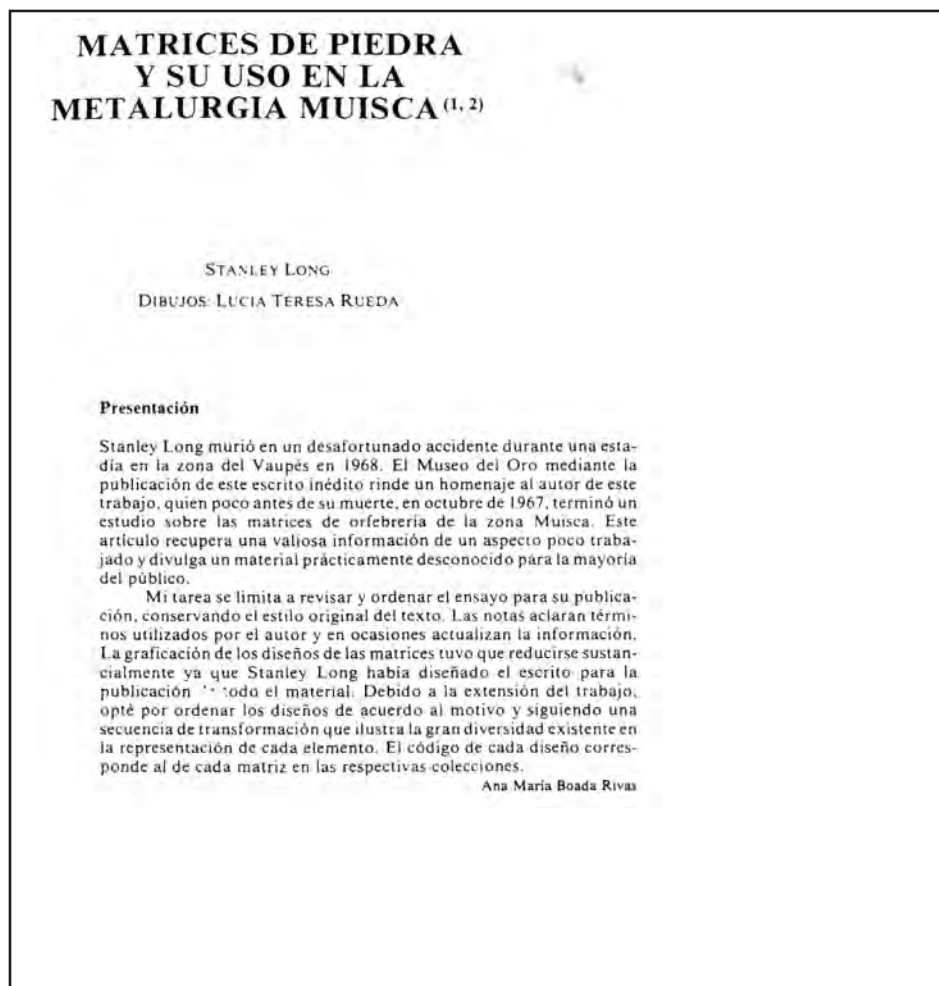 MATRICES DE PIEDRA
Y SU USO EN LA
METALURGIA MUISCA (1, 2)
STANLEY LONG
DIBUJOS: LUCIA TERESA RUEDA
Presentación
Stanley Long murió en un desafortunado accidente durante una esta-
día en la zona del Vaupés en 1968. El Museo del Oro mediante la
publicación de este escrito inédito rinde un homenaje al autor de este
trabajo, quien poco antes de su muerte, en octubre de 1967, terminó un
estudio sobre las matrices de orfebrería de la zona Muisca. Este
artículo recupera una valiosa información de un aspecto poco traba-
jado y divulga un material prácticamente desconocido para la mayoría
del público.
Mi tarea se limita a revisar y ordenar el ensayo para su publica-
ción, conservando el estilo original del texto. Las notas aclaran térmi-
nos utilizados por el autor y en ocasiones actualizan la información.
La graficación de los diseños de las matrices tuvo que reducirse sustan-
cialmente ya que Stanley Long había diseñado el escrito para la
publicación todo el material. Debido a la extensión del trabajo,
opté por ordenar los diseños de acuerdo al motivo y siguiendo una
secuencia de transformación que ilustra la gran diversidad existente en
la representación de cada elemento. El código de cada diseño corres-
ponde al de cada matriz en las respectivas colecciones.
Ana María Boada Rivas